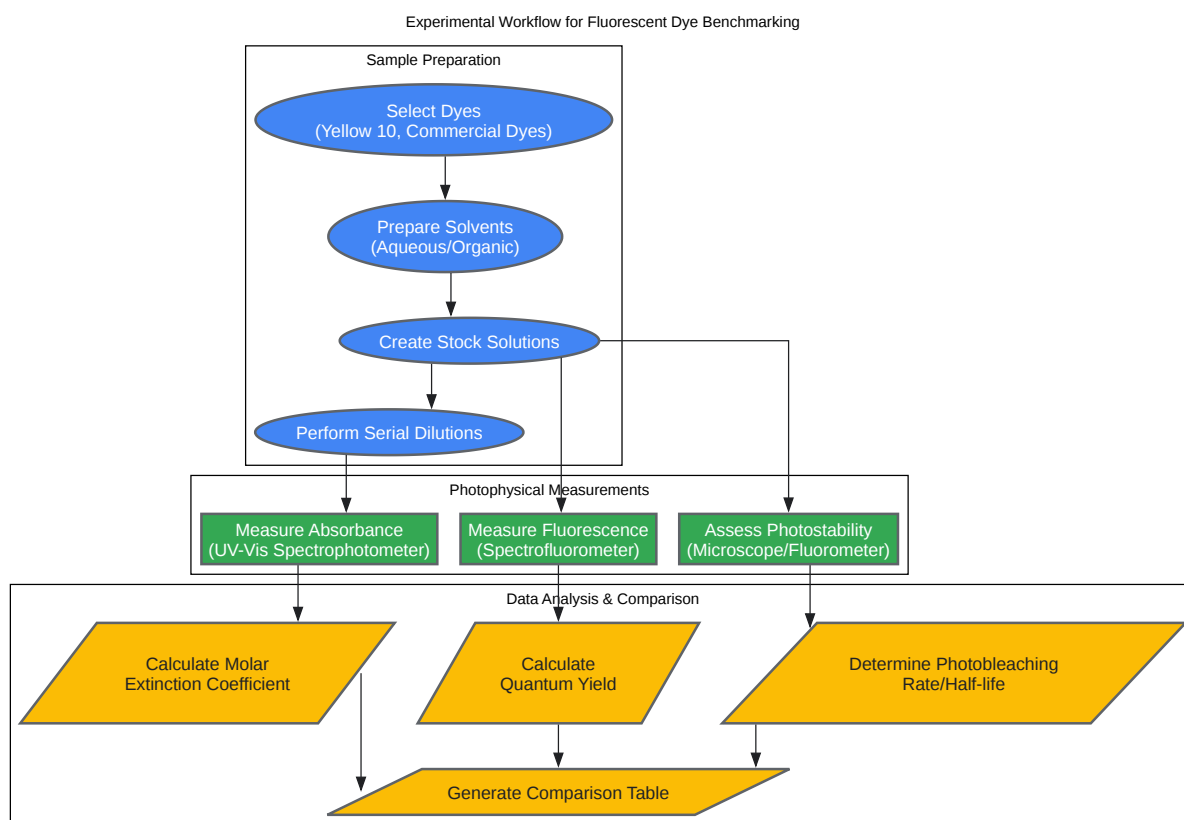 Experimental Workflow for Fluorescent Dye Benchmarking
Sample Preparation
Select Dyes
(Yellow 10, Commercial Dyes)
Prepare Solvents
(Aqueous/Organic)
Create Stock Solutions
Perform Serial Dilutions
Photophysical Measurements
Measure Absorbance
(UV-Vis Spectrophotometer)
Measure Fluorescence
(Spectrofluorometer)
Assess Photostability
(Microscope/Fluorometer)
Data Analysis & Comparison
Calculate Molar
Extinction Coefficient
Calculate
Quantum Yield
Determine Photobleaching
Rate/Half-life
Generate Comparison Table